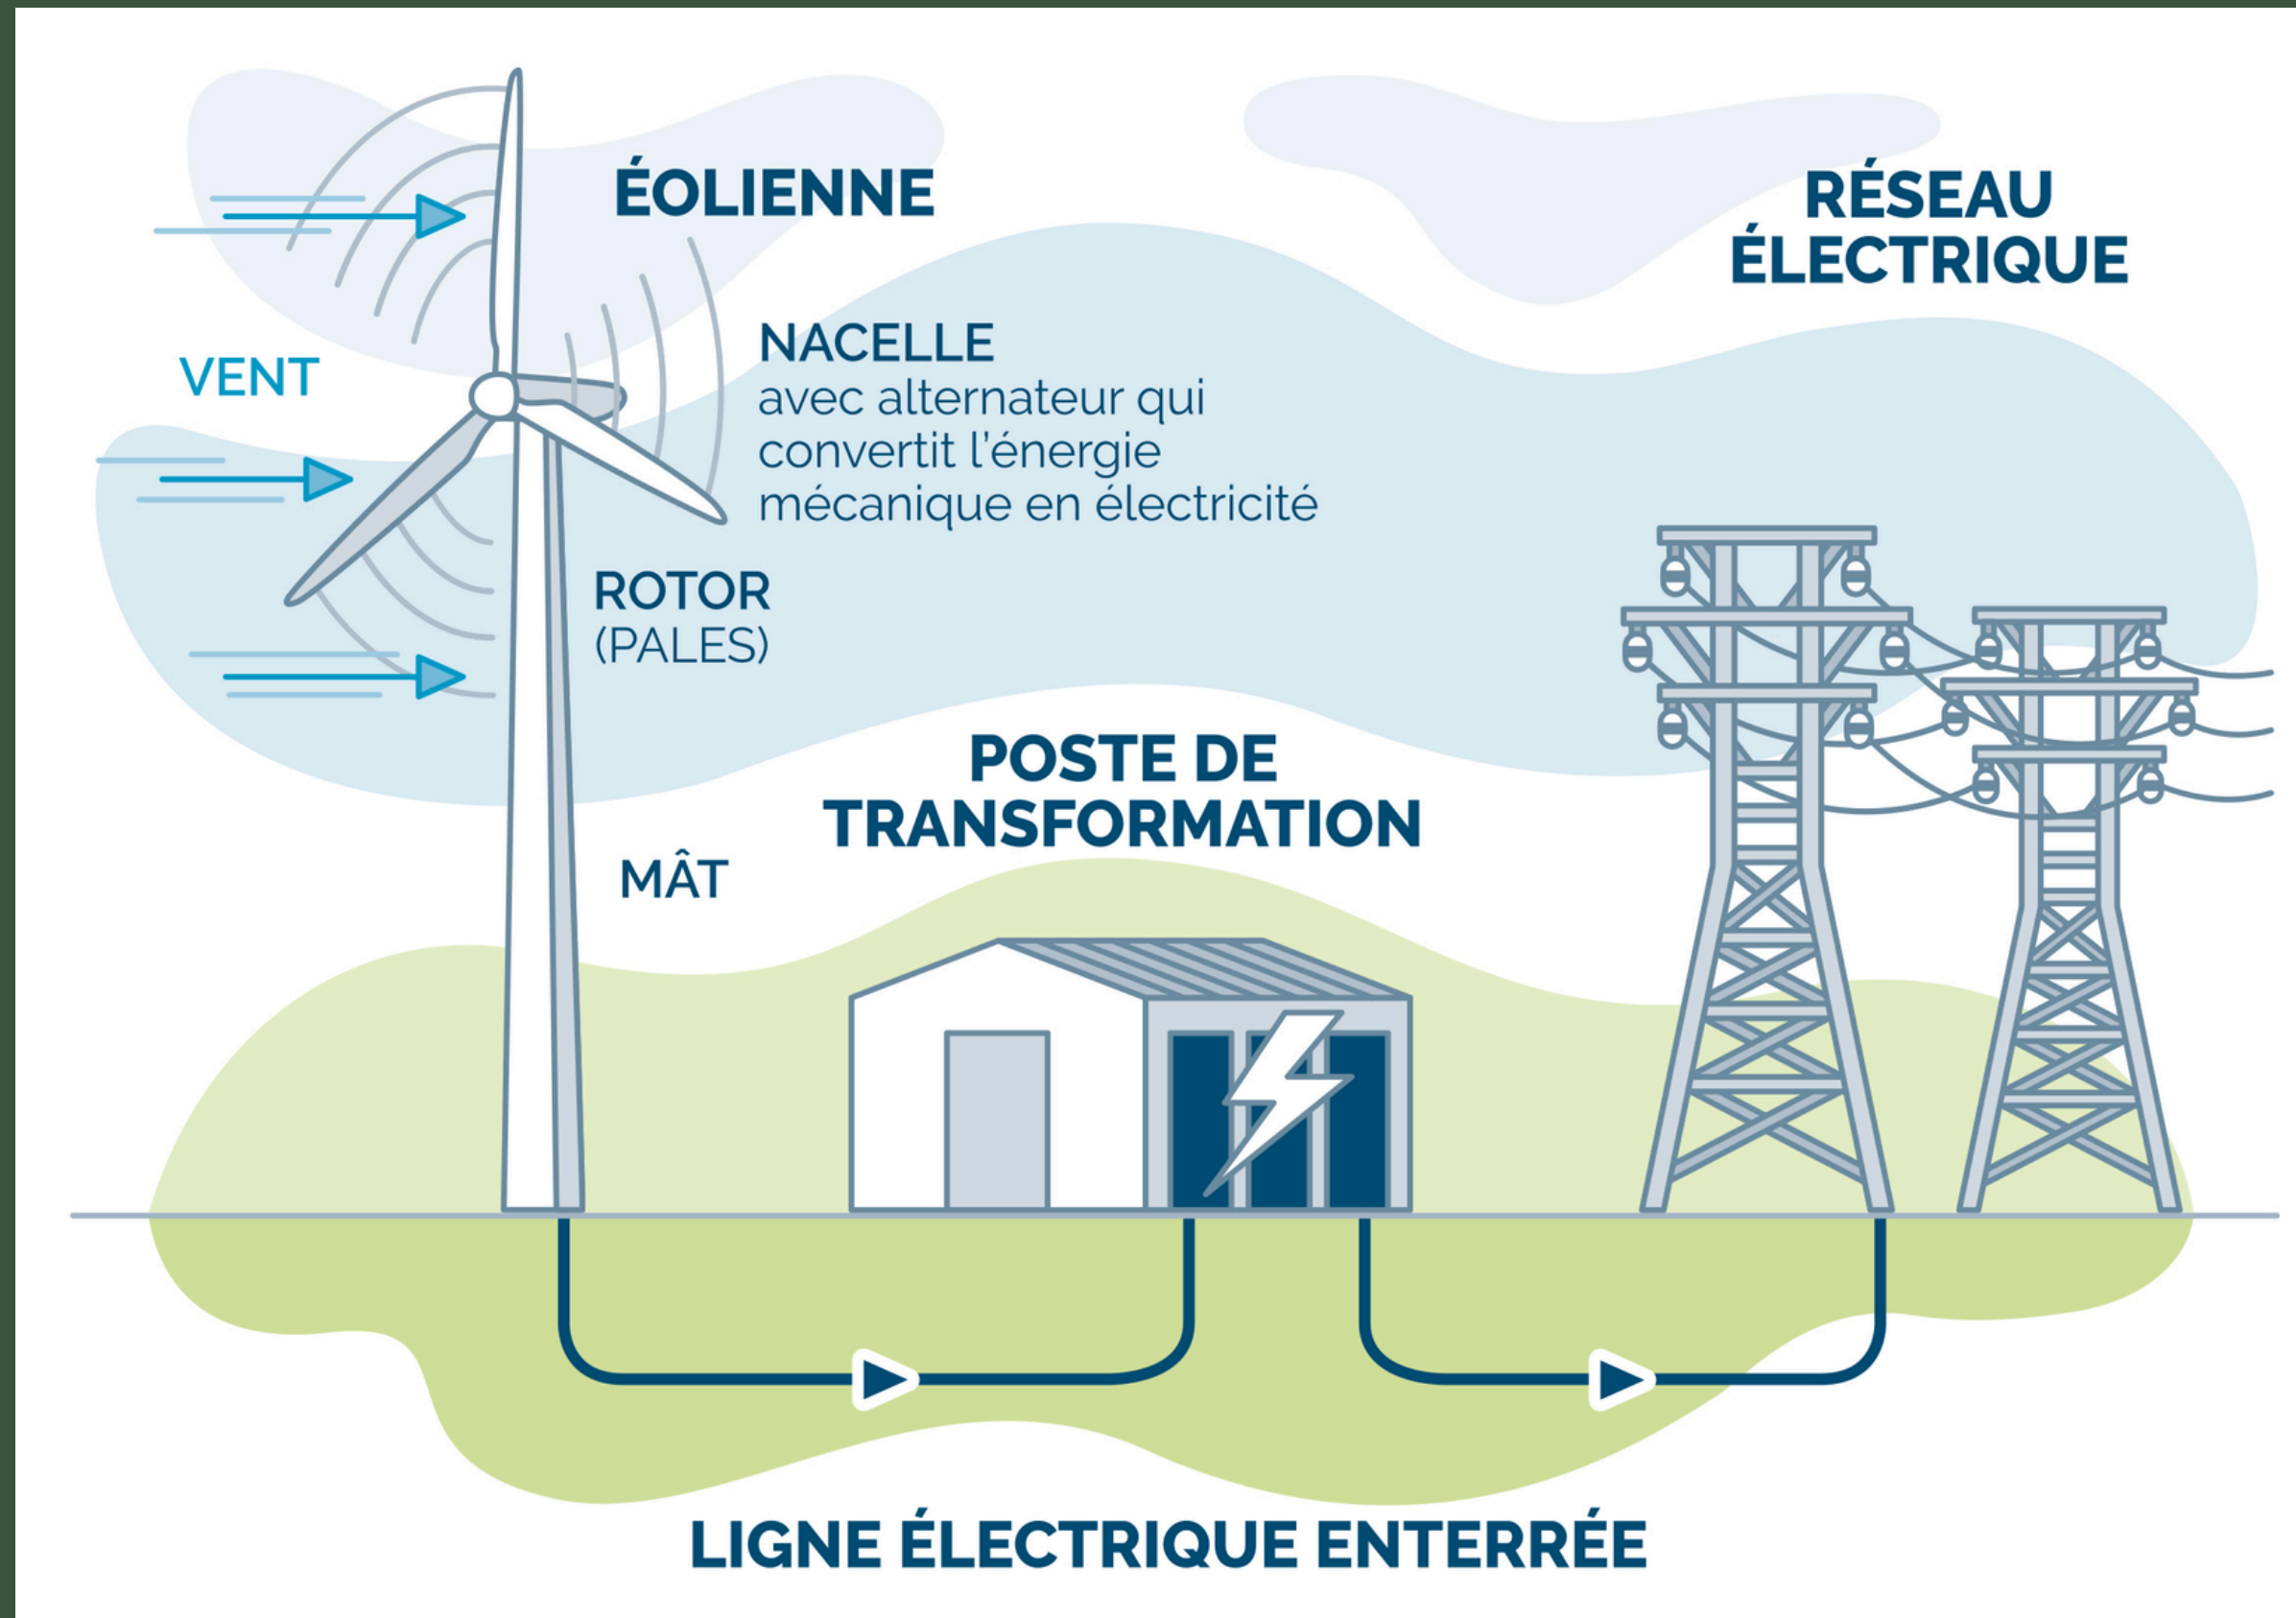 ÉOLIENNE
RÉSEAU
ÉLECTRIQUE
VENT
NACELLE
avec alternateur qui
convertit l'énergie
mécanique en électricité
ROTOR
(PALES)
POSTE DE
TRANSFORMATION
MÂT
LIGNE ÉLECTRIQUE ENTERRÉE